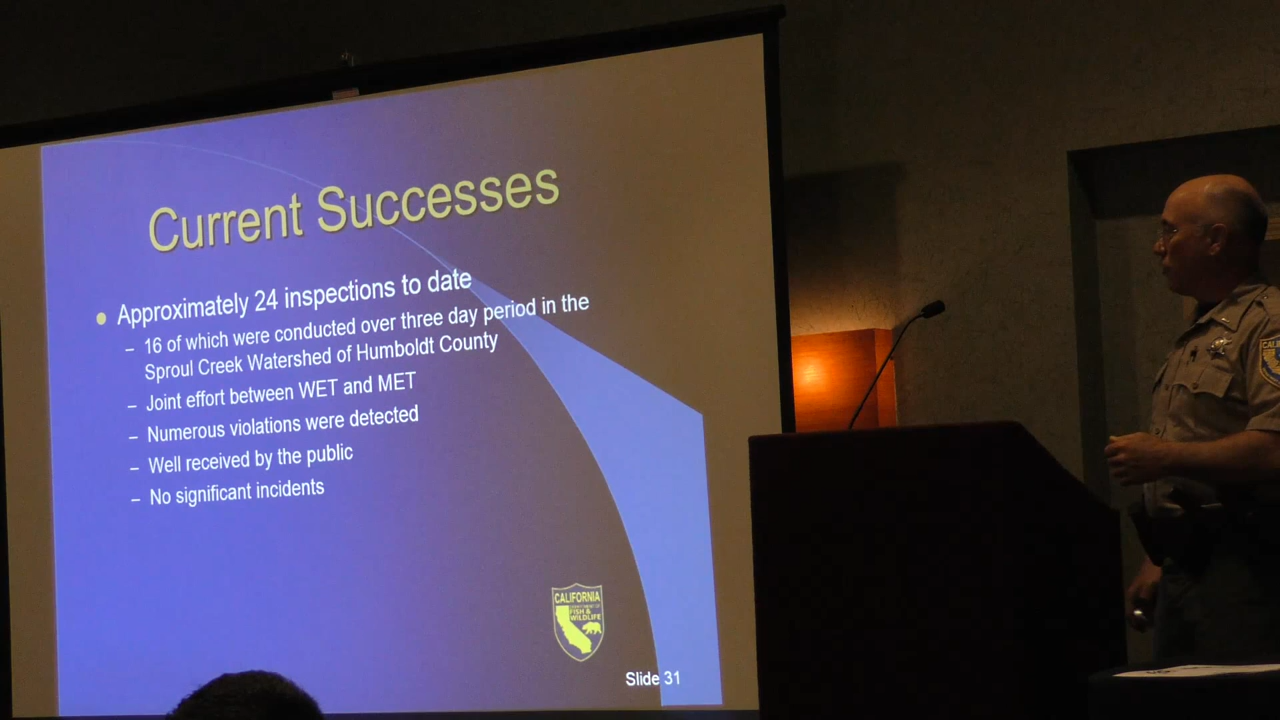 Current Successes
● Approximately 24 inspections to date
– 16 of which were conducted over three day period in the
Sproul Creek Watershed of Humboldt County
– Joint effort between WET and MET
– Numerous violations were detected
– Well received by the public
– No significant incidents
CALIFORNIA
FISH &
WILDLIFE
Slide 31
CALI